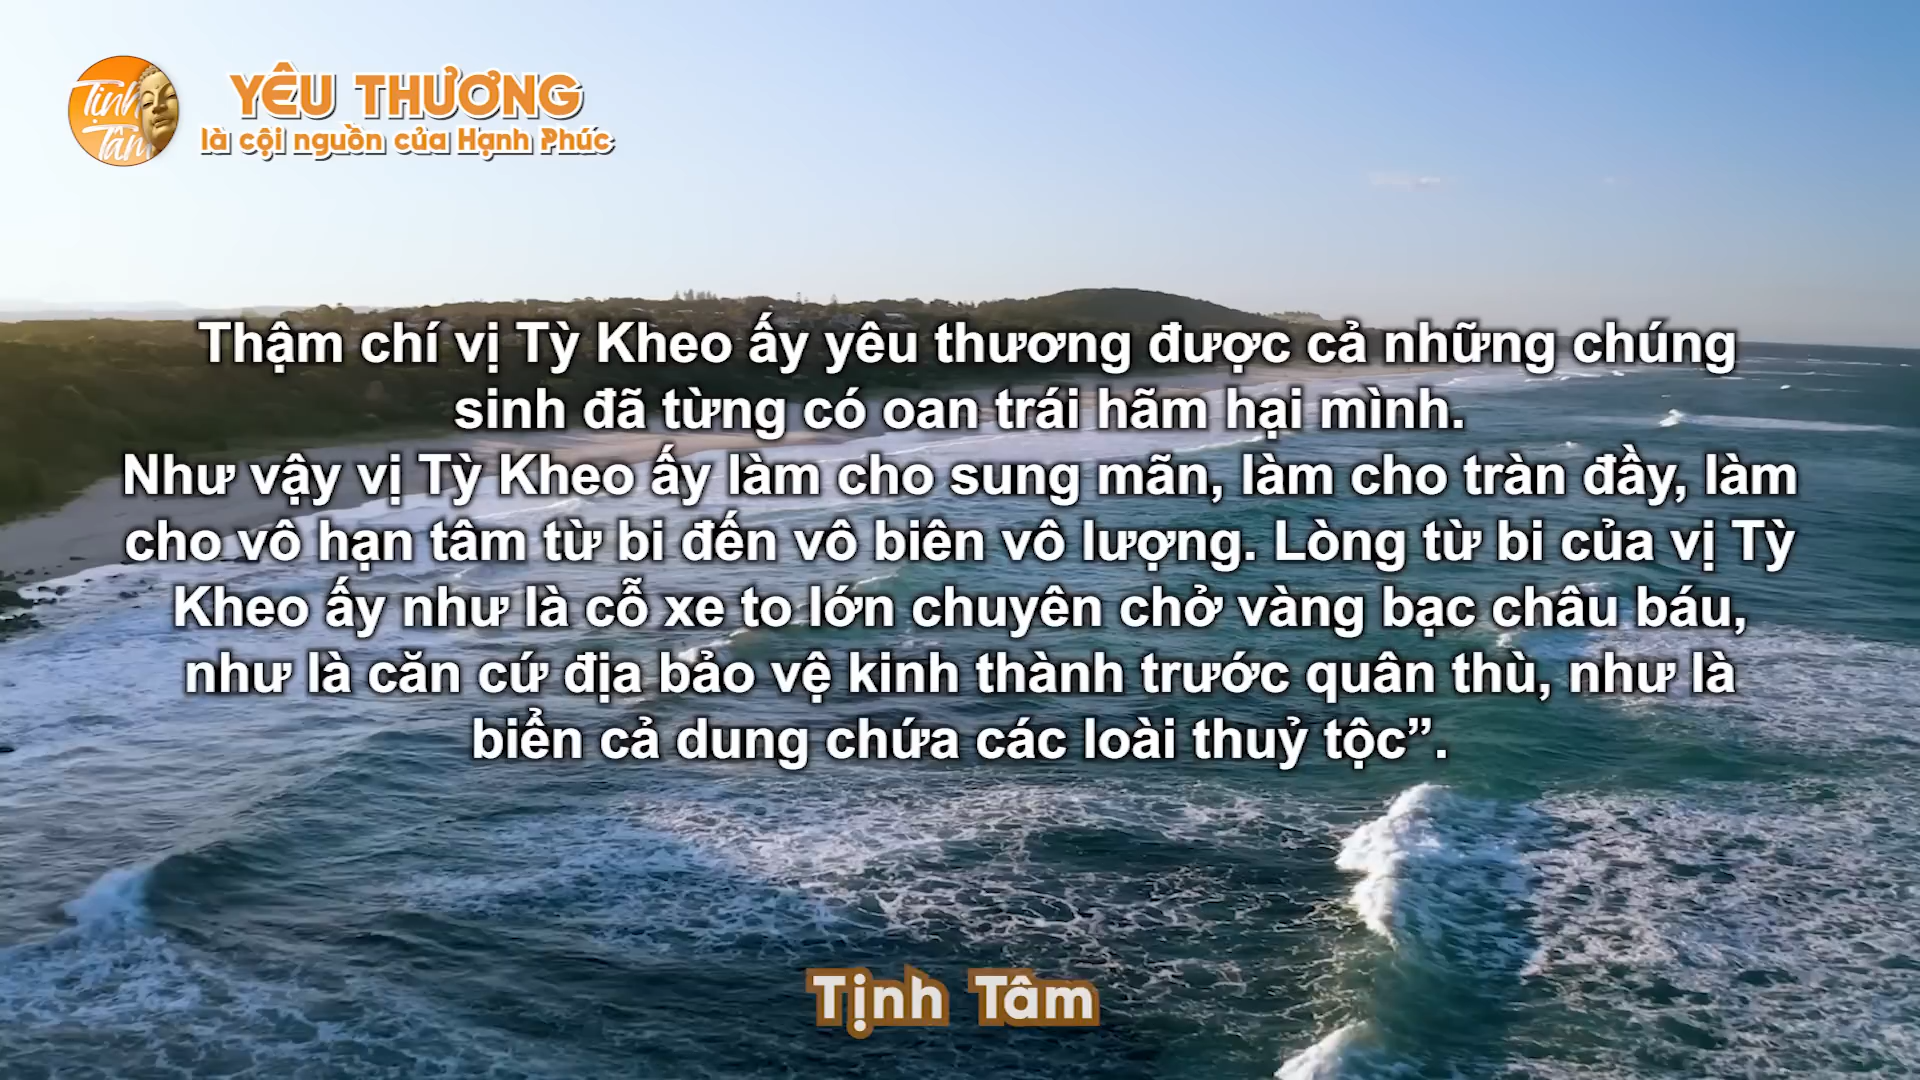 Tịnh
Tâm
YÊU THƯƠNG
là cội nguồn của Hạnh Phúc
Thậm chí vị Tỳ Kheo ấy yêu thương được cả những chúng
sinh đã từng có oan trái hãm hại mình.
Như vậy vị Tỳ Kheo ấy làm cho sung mãn, làm cho tràn đầy, làm
cho vô hạn tâm từ bi đến vô biên vô lượng. Lòng từ bi của vị Tỳ
Kheo ấy như là cỗ xe to lớn chuyên chở vàng bạc châu báu,
như là căn cứ địa bảo vệ kinh thành trước quân thù, như là
biển cả dung chứa các loài thuỷ tộc”.
Tịnh Tâm